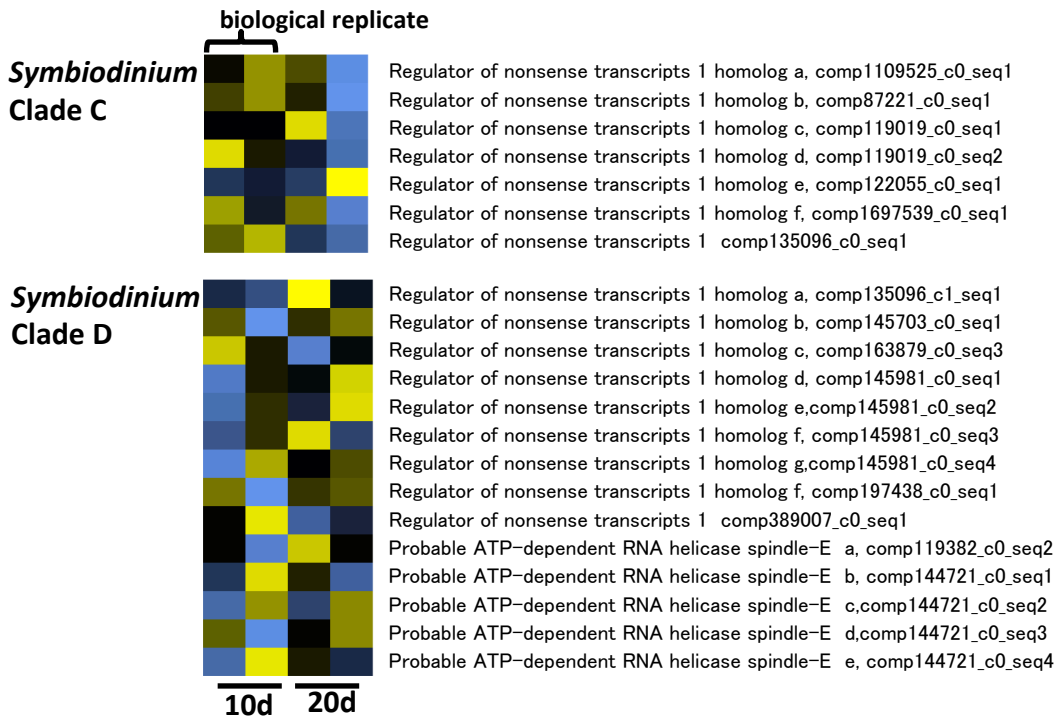 biological replicate
Symbiodinium
Clade C
Regulator of nonsense transcripts 1 homolog a, comp1109525_c0_seq1
Regulator of nonsense transcripts 1 homolog b, comp87221_c0_seq1
Regulator of nonsense transcripts 1 homolog c, comp119019_c0_seq1
Regulator of nonsense transcripts 1 homolog d, comp119019_c0_seq2
Regulator of nonsense transcripts 1 homolog e, comp122055_c0_seq1
Regulator of nonsense transcripts 1 homolog f, comp1697539_c0_seq1
Regulator of nonsense transcripts 1 comp135096_c0_seq1
Symbiodinium
Clade D
Regulator of nonsense transcripts 1 homolog a, comp135096_c1_seq1
Regulator of nonsense transcripts 1 homolog b, comp145703_c0_seq1
Regulator of nonsense transcripts 1 homolog c, comp163879_c0_seq3
Regulator of nonsense transcripts 1 homolog d, comp145981_c0_seq1
Regulator of nonsense transcripts 1 homolog e,comp145981_c0_seq2
Regulator of nonsense transcripts 1 homolog f, comp145981_c0_seq3
Regulator of nonsense transcripts 1 homolog g,comp145981_c0_seq4
Regulator of nonsense transcripts 1 homolog f, comp197438_c0_seq1
Regulator of nonsense transcripts 1 comp389007_c0_seq1
Probable ATP-dependent RNA helicase spindle-E a, comp119382_c0_seq2
Probable ATP-dependent RNA helicase spindle-E b, comp144721_c0_seq1
Probable ATP-dependent RNA helicase spindle-E c,comp144721_c0_seq2
Probable ATP-dependent RNA helicase spindle-E d,comp144721_c0_seq3
Probable ATP-dependent RNA helicase spindle-E e, comp144721_c0_seq4
10d 20d